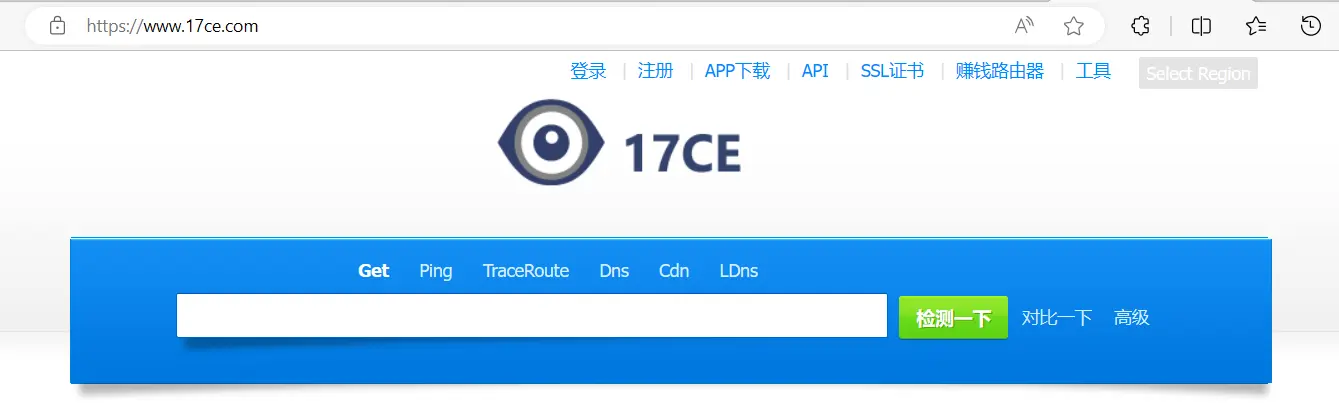 https://www.17ce.com
登录 | 注册 | APP下载 | API | SSL证书 | 赚钱路由器 | 工具 Select Region
17CE
Get Ping TraceRoute Dns Cdn LDns
检测一下 对比一下 高级